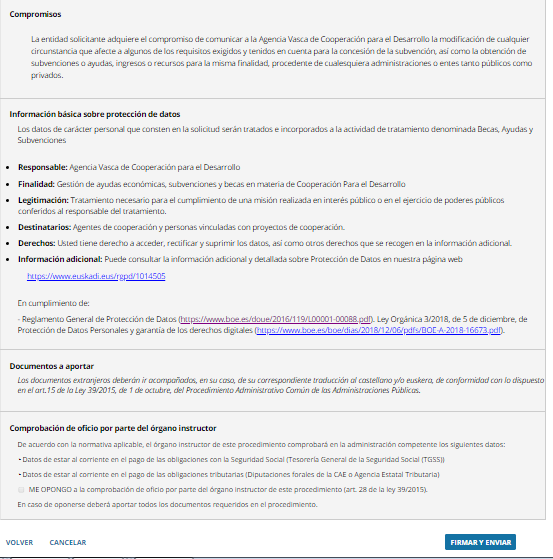 Compromisos
La entidad solicitante adquiere el compromiso de comunicar a la Agencia Vasca de Cooperación para el Desarrollo la modificación de cualquier
circunstancia que afecte a algunos de los requisitos exigidos y tenidos en cuenta para la concesión de la subvención, así como la obtención de
subvenciones o ayudas, ingresos o recursos para la misma finalidad, procedente de cualesquiera administraciones o entes tanto públicos como
privados.
Información básica sobre protección de datos
Los datos de carácter personal que consten en la solicitud serán tratados e incorporados a la actividad de tratamiento denominada Becas, Ayudas y
Subvenciones
• Responsable: Agencia Vasca de Cooperación para el Desarrollo
• Finalidad: Gestión de ayudas económicas, subvenciones y becas en materia de Cooperación Para el Desarrollo
• Legitimación: Tratamiento necesario para el cumplimiento de una misión realizada en interés público o en el ejercicio de poderes públicos
conferidos al responsable del tratamiento.
• Destinatarios: Agentes de cooperación y personas vinculadas con proyectos de cooperación.
• Derechos: Usted tiene derecho a acceder, rectificar y suprimir los datos, así como otros derechos que se recogen en la información adicional.
• Información adicional: Puede consultar la información adicional y detallada sobre Protección de Datos en nuestra página web
https://www.euskadi.eus/rgpd/1014505
En cumplimiento de:
- Reglamento General de Protección de Datos (https://www.boe.es/doue/2016/119/L00001-00088.pdf). Ley Orgánica 3/2018, de 5 de diciembre, de
Protección de Datos Personales y garantía de los derechos digitales (https://www.boe.es/boe/dias/2018/12/06/pdfs/BOE-A-2018-16673.pdf).
Documentos a aportar
Los documentos extranjeros deberán ir acompañados, en su caso, de su correspondiente traducción al castellano y/o euskera, de conformidad con lo dispuesto
en el art.15 de la Ley 39/2015, de 1 de octubre, del Procedimiento Administrativo Común de las Administraciones Públicas.
Comprobación de oficio por parte del órgano instructor
De acuerdo con la normativa aplicable, el órgano instructor de este procedimiento comprobará en la administración competente los siguientes datos:
• Datos de estar al corriente en el pago de las obligaciones con la Seguridad Social (Tesorería General de la Seguridad Social (TGSS))
• Datos de estar al corriente en el pago de las obligaciones tributarias (Diputaciones forales de la CAE o Agencia Estatal Tributaria)
ME OPONGO a la comprobación de oficio por parte del órgano instructor de este procedimiento (art. 28 de la ley 39/2015).
En caso de oponerse deberá aportar todos los documentos requeridos en el procedimiento.
VOLVER CANCELAR FIRMAR Y ENVIAR